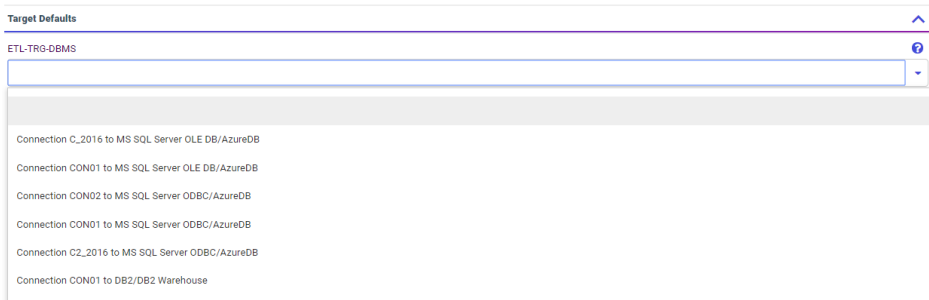 Target Defaults
ETL-TRG-DBMS
Connection C_2016 to MS SQL Server OLE DB/AzureDB
Connection CON01 to MS SQL Server OLE DB/AzureDB
Connection CON02 to MS SQL Server ODBC/AzureDB
Connection CON01 to MS SQL Server ODBC/AzureDB
Connection C2_2016 to MS SQL Server ODBC/AzureDB
Connection CON01 to DB2/DB2 Warehouse